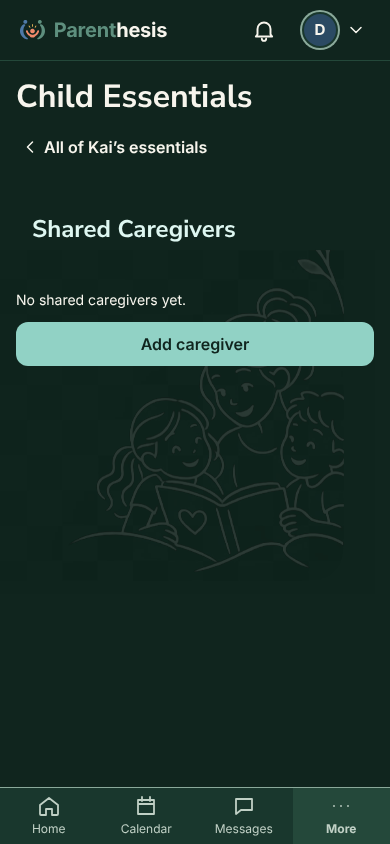 Parenthesis
D
Child Essentials
All of Kai’s essentials
Shared Caregivers
No shared caregivers yet.
Add caregiver
Home
Calendar
Messages
More